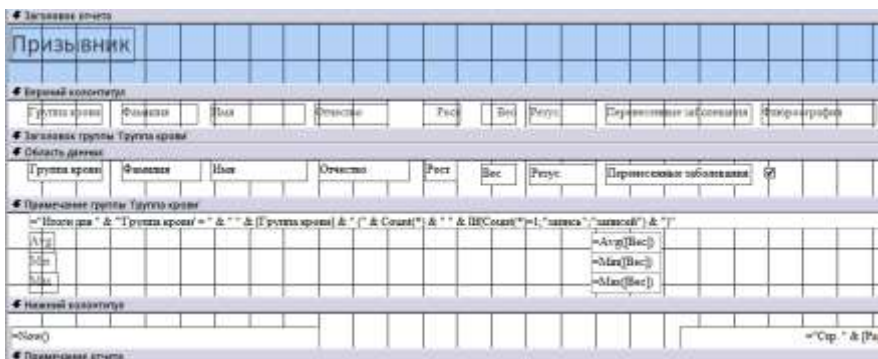 Заголовок отчета
Призывник
Верхний колонтитул
Группа крови Фамилия Имя Отчество Рост Вес Резус Перенесенные заболевания Флюорография
Заголовок группы 'Группа крови'
Область данных
Группа крови Фамилия Имя Отчество Рост Вес Резус Перенесенные заболевания
Примечание группы 'Группа крови'
="Итоги для " & "'Группа крови' = " & " " & [Группа крови] & " (" & Count(*) & " " & IIf(Count(*)=1;"запись";"записей") & ")"
Avg =Avg([Вес])
Min =Min([Вес])
Max =Max([Вес])
Нижний колонтитул
=Now() ="Стр. " & [Pa
Примечание отчета